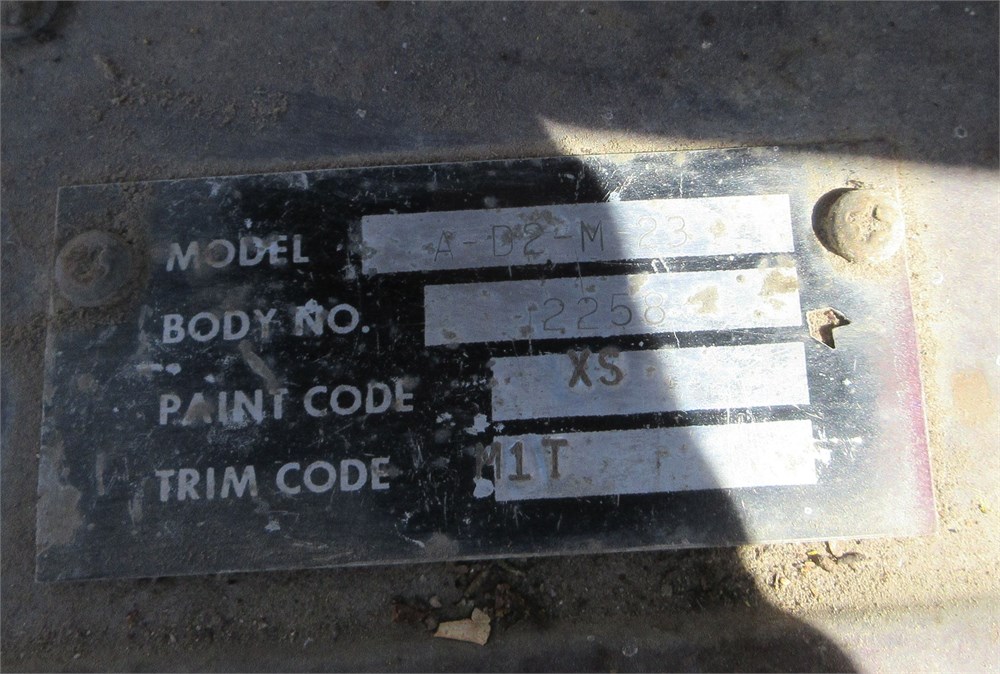 MODEL A-D2-M 23
BODY NO. 2258
PAINT CODE XS
TRIM CODE M1T